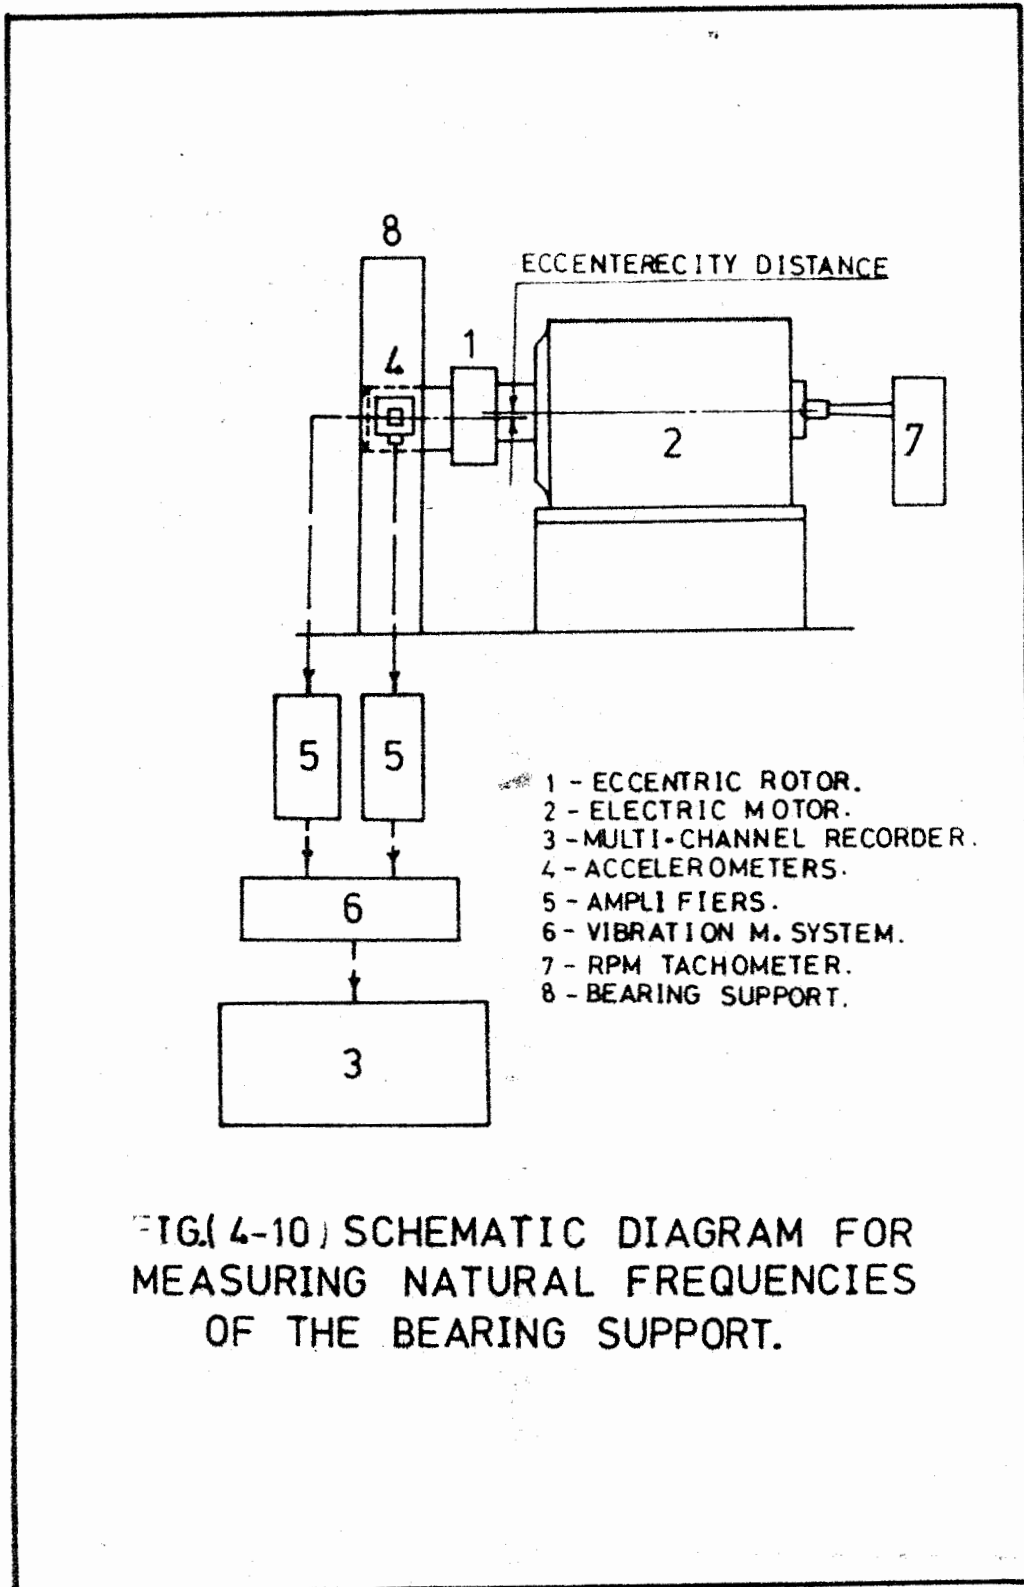 8
ECCENTERECITY DISTANCE
1
4
2
7
5 5
6
3
1 - ECCENTRIC ROTOR.
2 - ELECTRIC MOTOR.
3 - MULTI-CHANNEL RECORDER.
4 - ACCELEROMETERS.
5 - AMPLIFIERS.
6 - VIBRATION M. SYSTEM.
7 - RPM TACHOMETER.
8 - BEARING SUPPORT.
FIG.(4-10) SCHEMATIC DIAGRAM FOR
MEASURING NATURAL FREQUENCIES
OF THE BEARING SUPPORT.